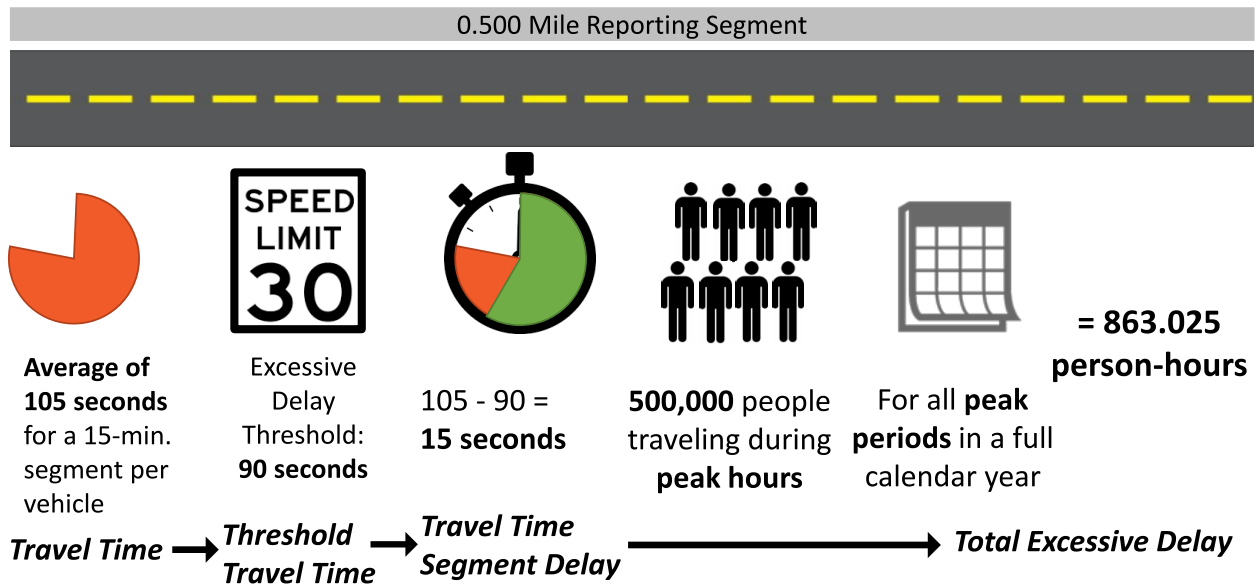 0.500 Mile Reporting Segment
SPEED
LIMIT
30
Average of
105 seconds
for a 15-min.
segment per
vehicle
Excessive
Delay
Threshold:
90 seconds
105 - 90 =
15 seconds
500,000 people
traveling during
peak hours
For all peak
periods in a full
calendar year
= 863.025
person-hours
Travel Time
Threshold
Travel Time
Travel Time
Segment Delay
Total Excessive Delay